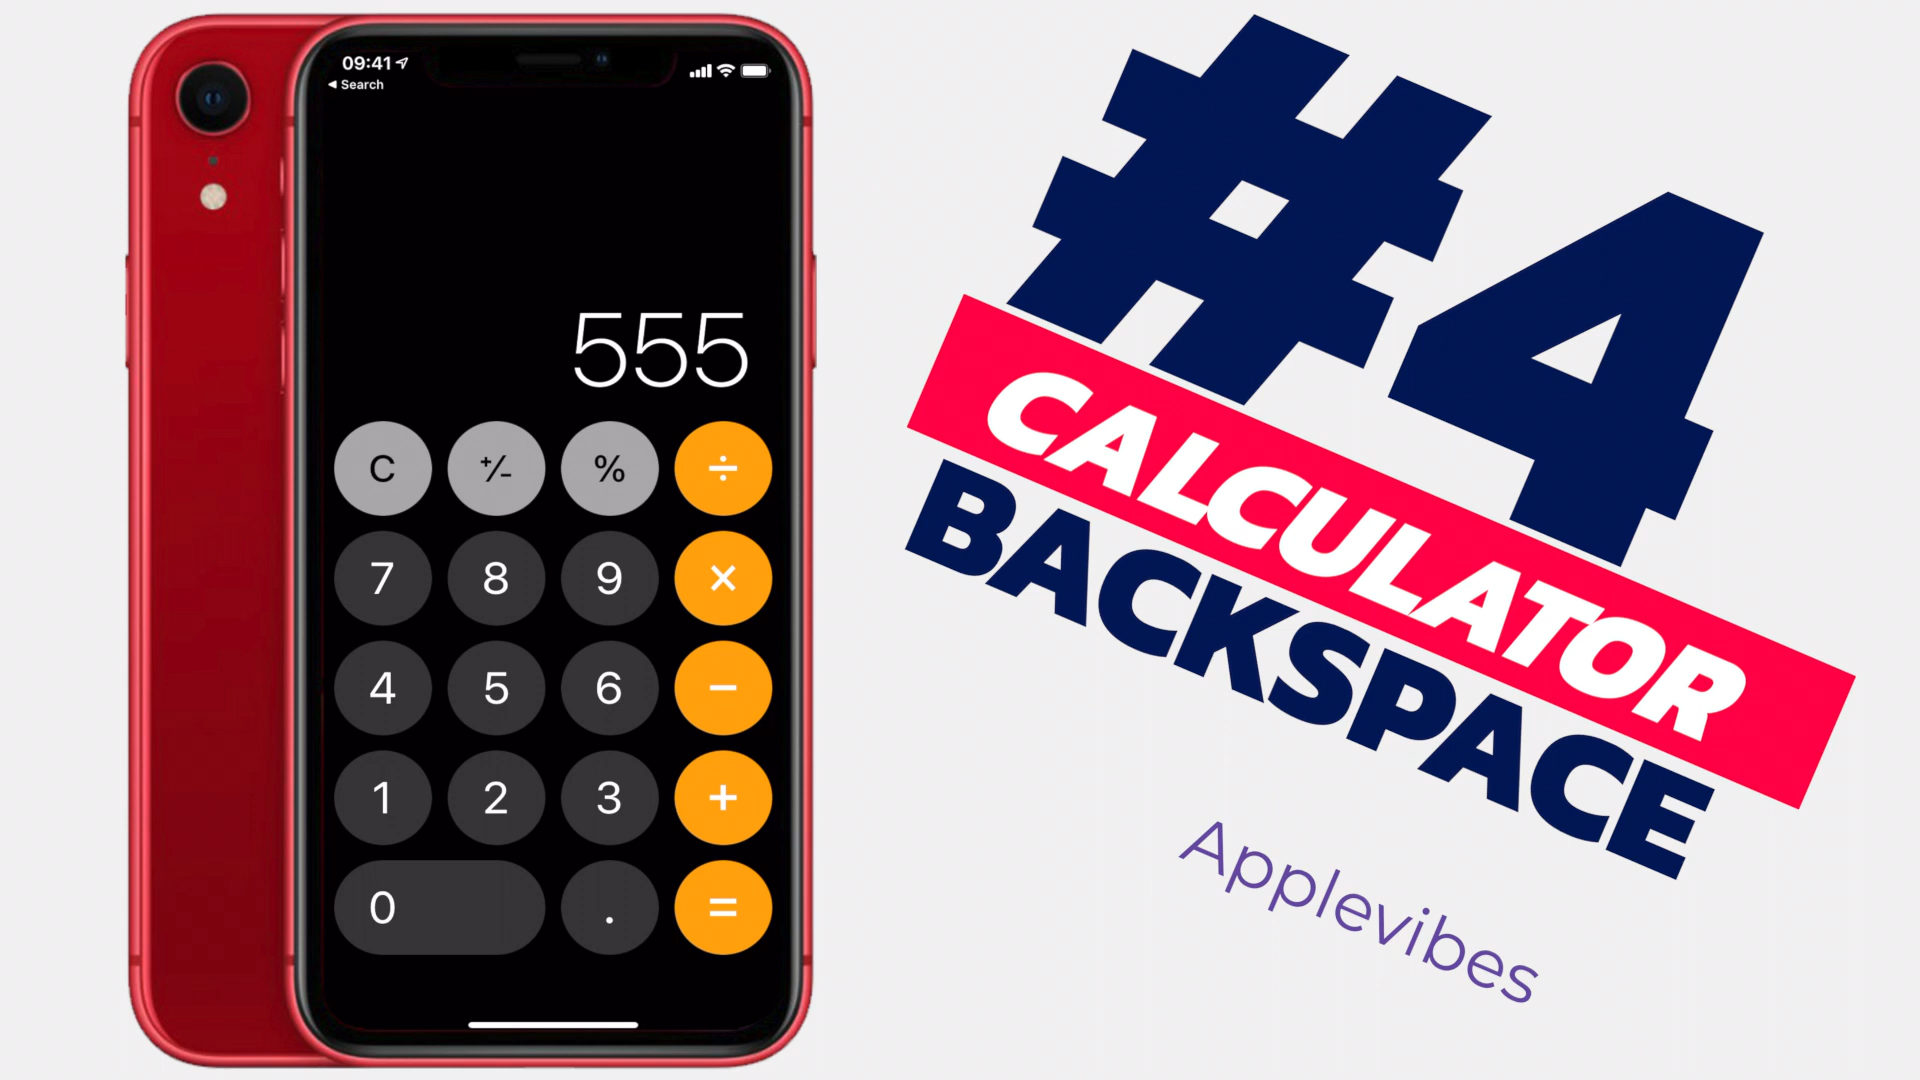 09:41
Search
555
C +/- % ÷
7 8 9 ×
4 5 6 −
1 2 3 +
0 . =
#4
CALCULATOR
BACKSPACE
Applevibes